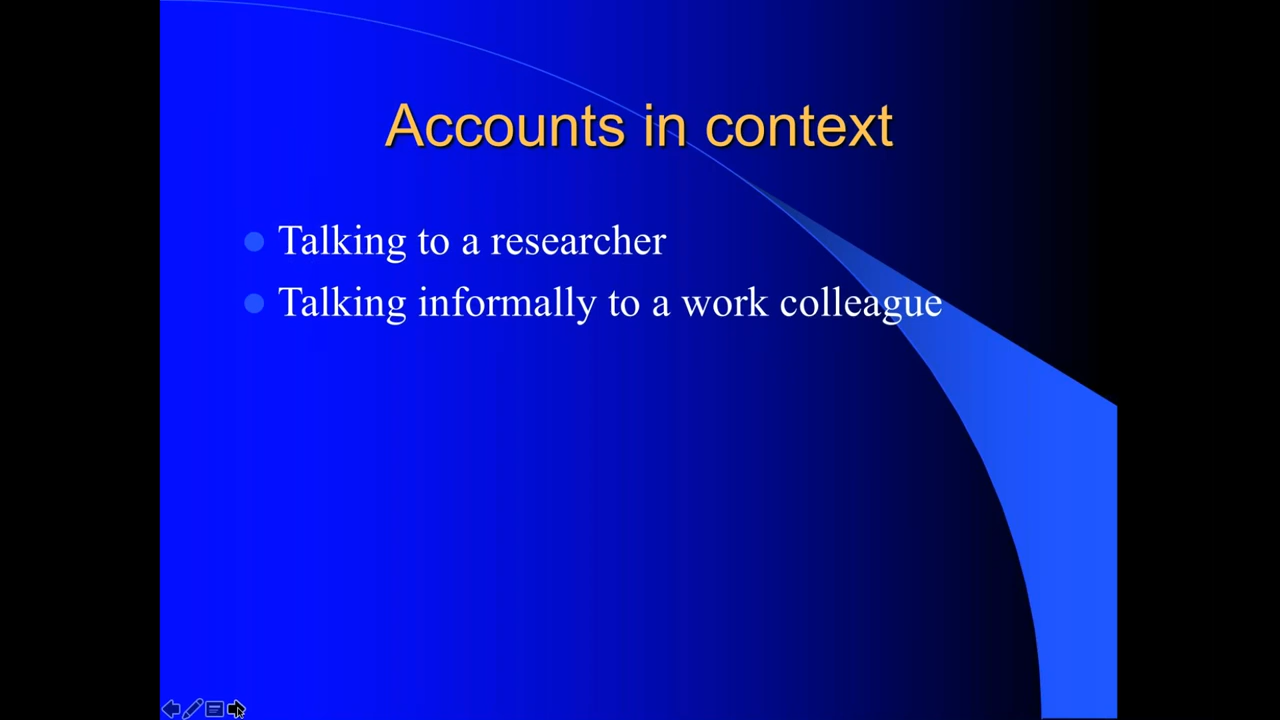 Accounts in context
Talking to a researcher
Talking informally to a work colleague